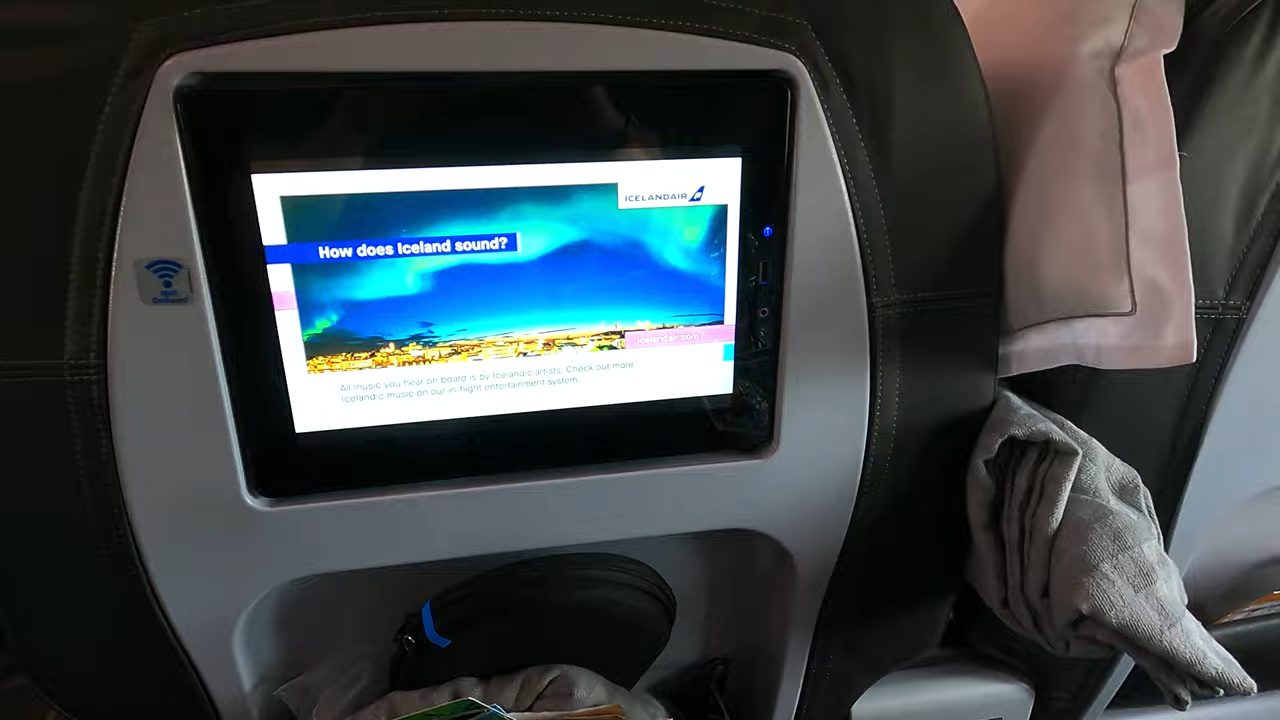 ICELANDAIR
How does Iceland sound?
icelandair.com
All music you hear on board is by Icelandic artists. Check out more
Icelandic music on our in-flight entertainment system.